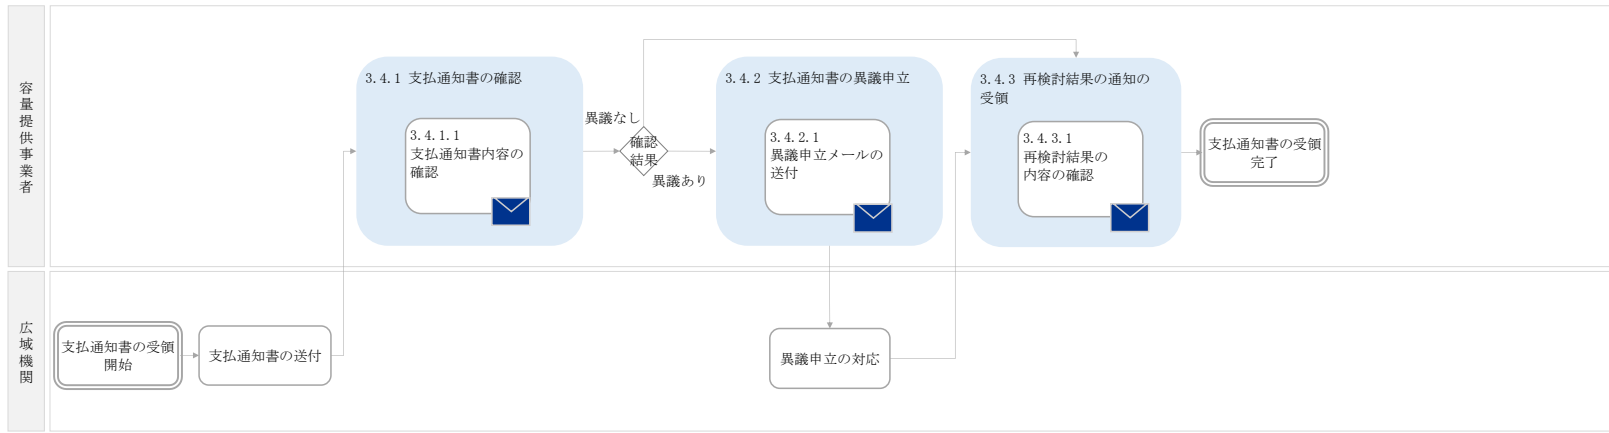 容量提供事業者
3.4.1 支払通知書の確認
3.4.1.1
支払通知書内容の
確認
異議なし
確認
結果
異議あり
3.4.2 支払通知書の異議申立
3.4.2.1
異議申立メールの
送付
3.4.3 再検討結果の通知の
受領
3.4.3.1
再検討結果の
内容の確認
支払通知書の受領
完了
広域機関
支払通知書の受領
開始
支払通知書の送付
異議申立の対応